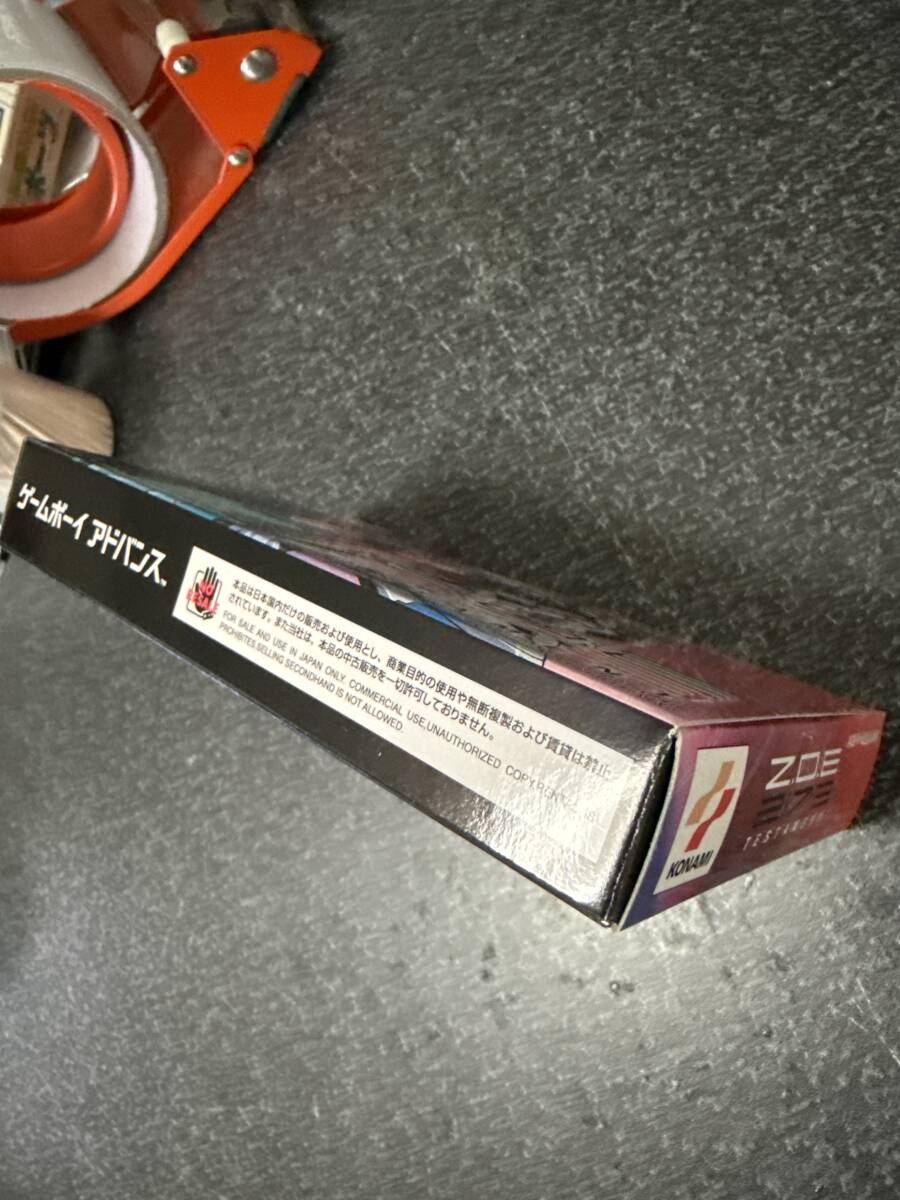 ゲームボーイ アドバンス™
NO
RESALE
本品は日本国内だけの販売および使用とし、商業目的の使用や無断複製および賃貸は禁止
されています。また当社は、本品の中古販売を一切許可しておりません。
FOR SALE AND USE IN JAPAN ONLY. COMMERCIAL USE,UNAUTHORIZED COPY,RENTAL
PROHIBITES.SELLING SECONDHAND IS NOT ALLOWED.
KONAMI
Z.O.E
2173
TESTAMENT